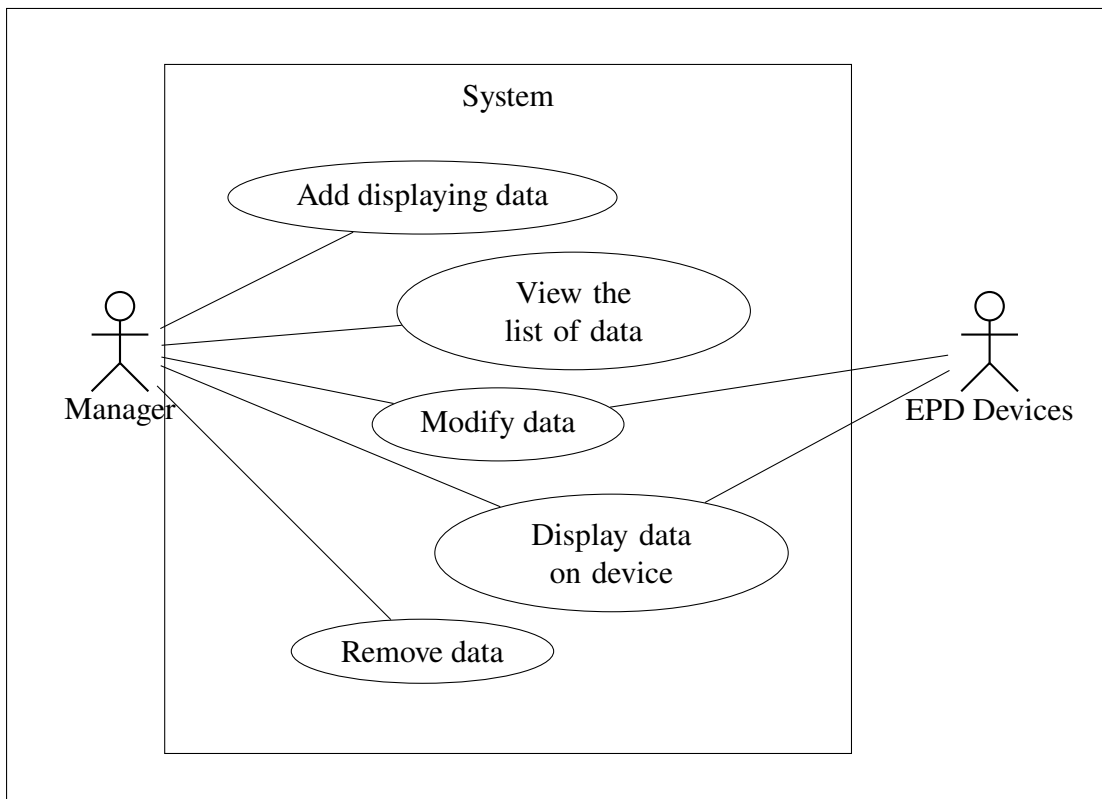 System
Add displaying data
View the
list of data
Manager
EPD Devices
Modify data
Display data
on device
Remove data